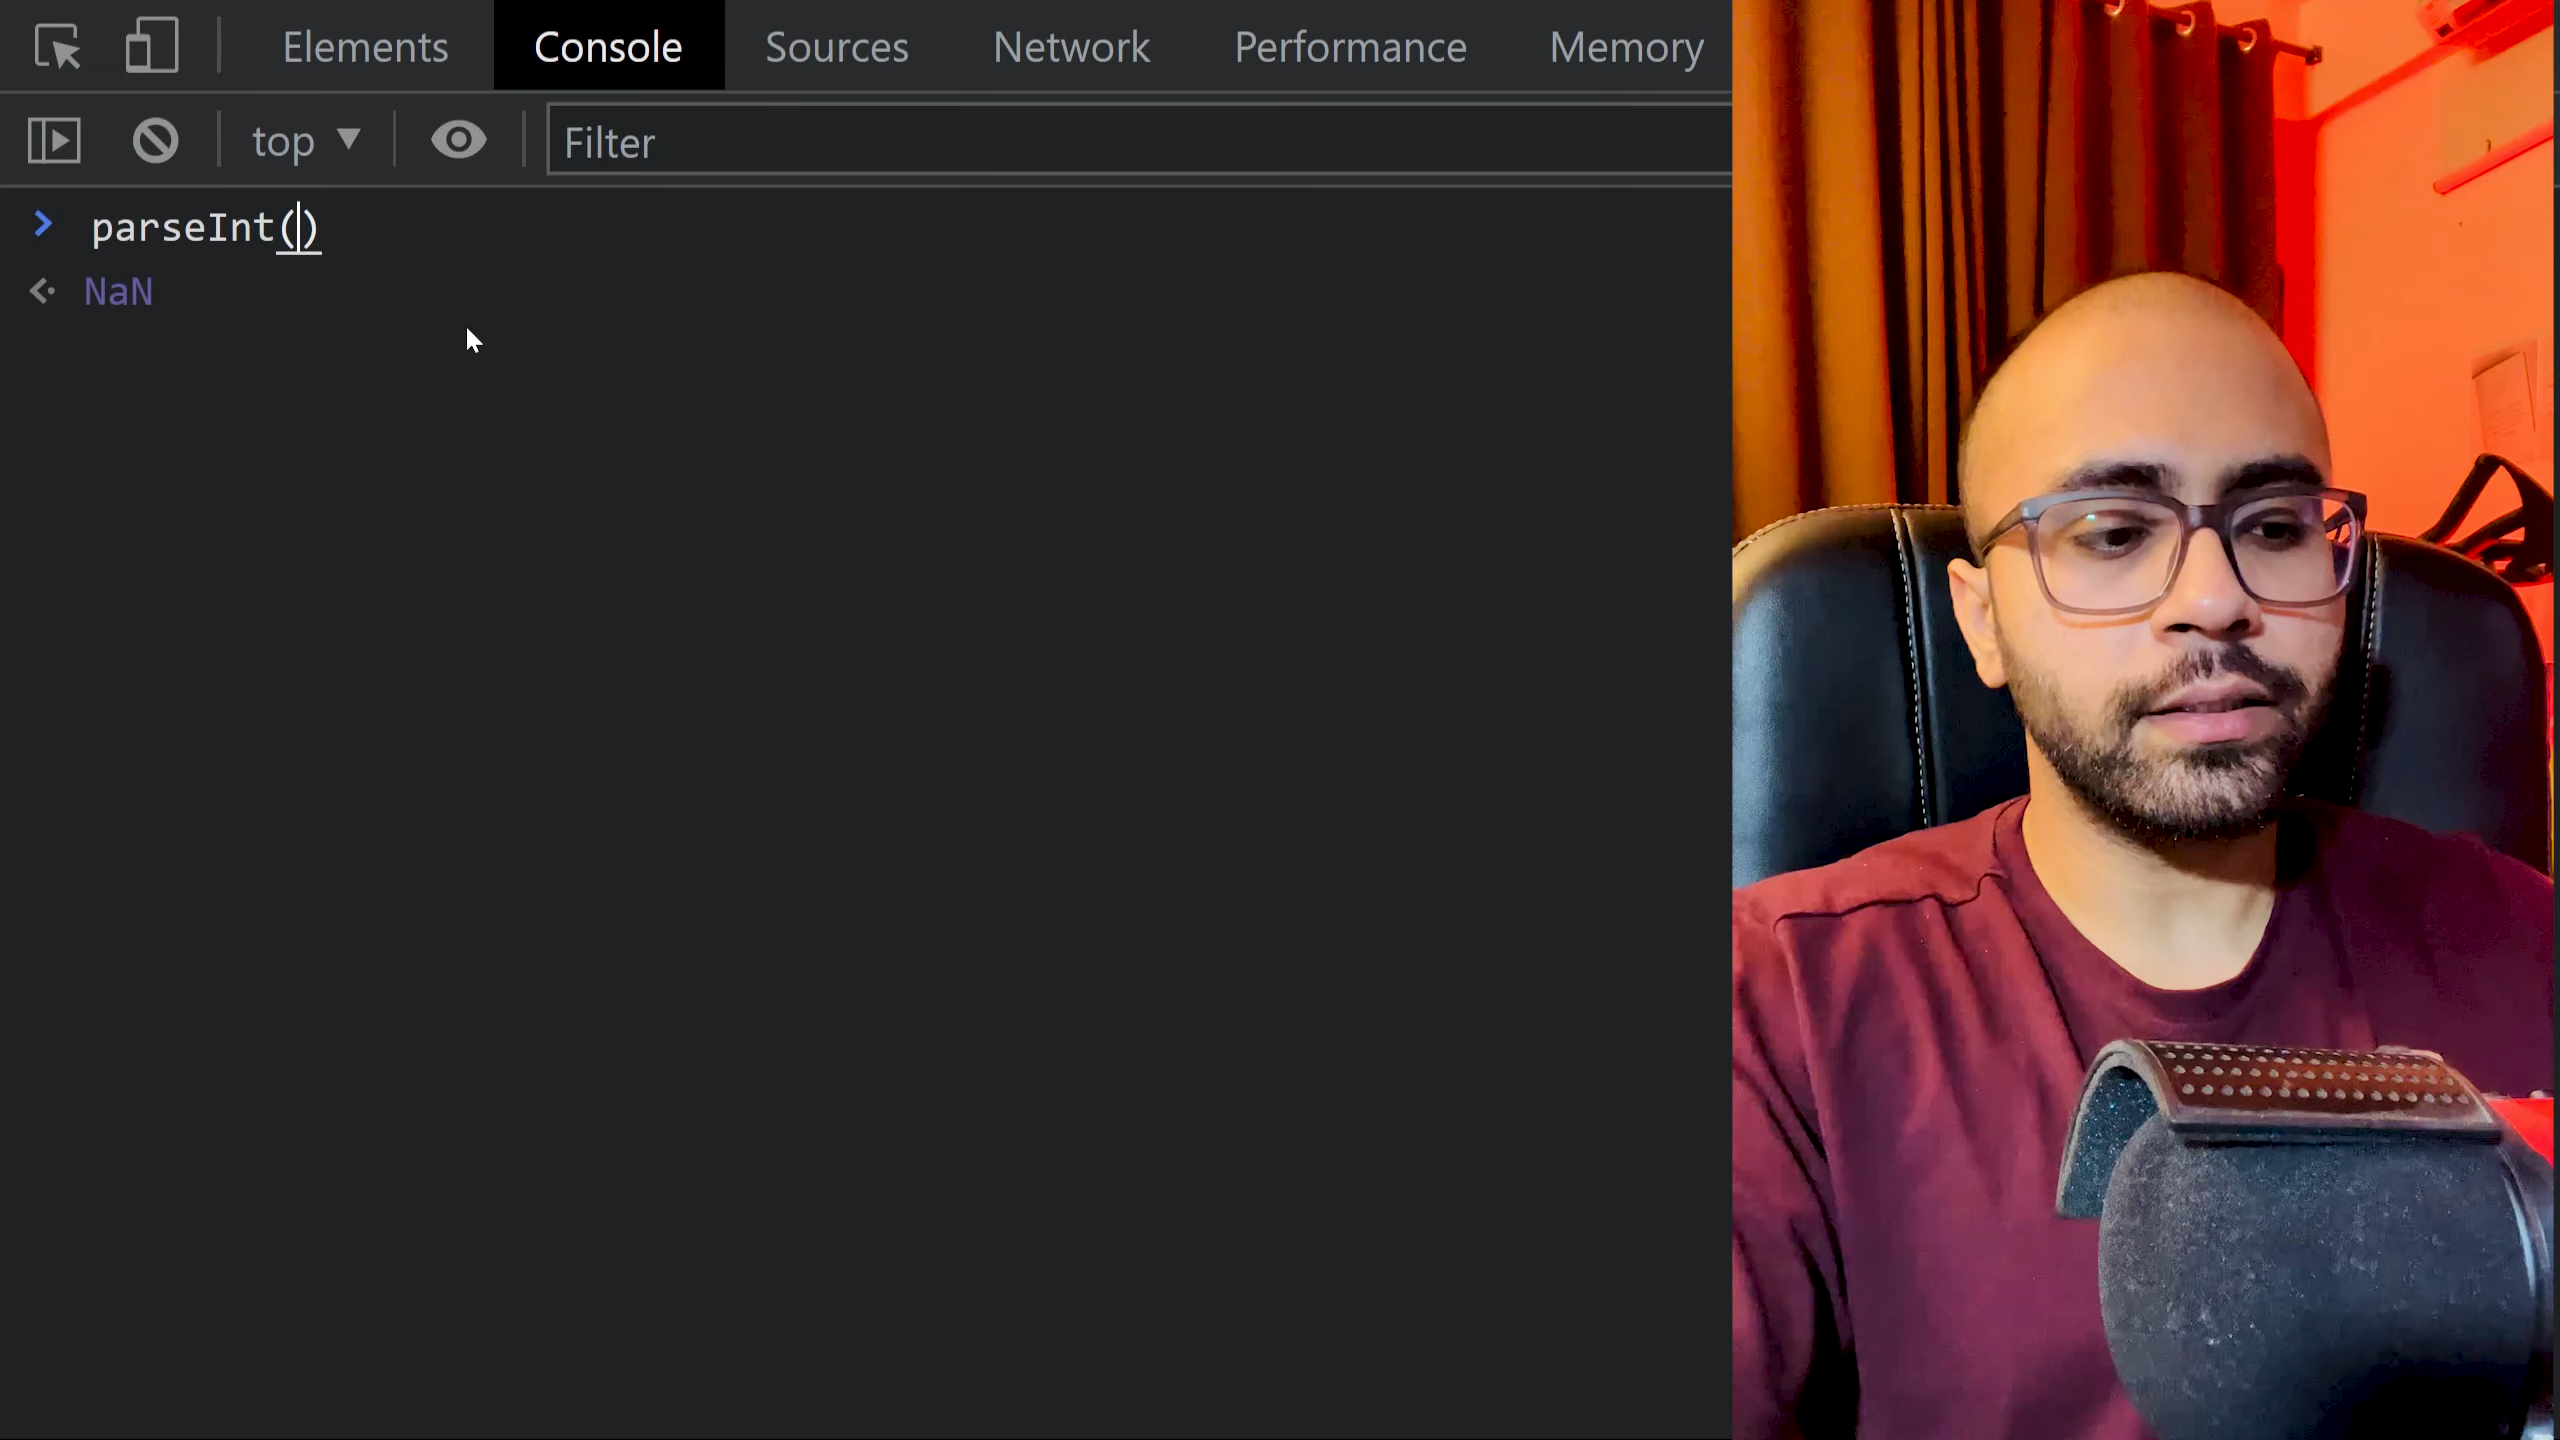 Elements Console Sources Network Performance Memory
top Filter
parseInt()
NaN